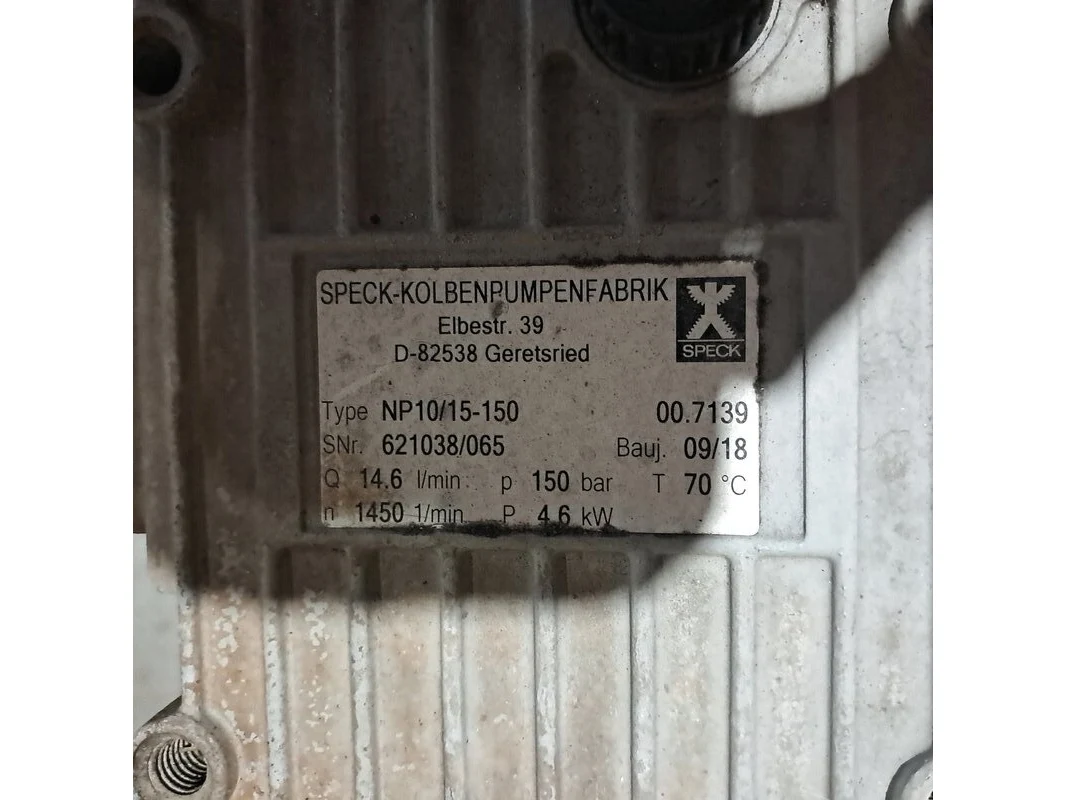 SPECK-KOLBENPUMPENFABRIK
Elbestr. 39
D-82538 Geretsried
SPECK
Type NP10/15-150 00.7139
SNr. 621038/065 Bauj. 09/18
Q 14.6 l/min p 150 bar T 70 °C
n 1450 1/min P 4.6 kW